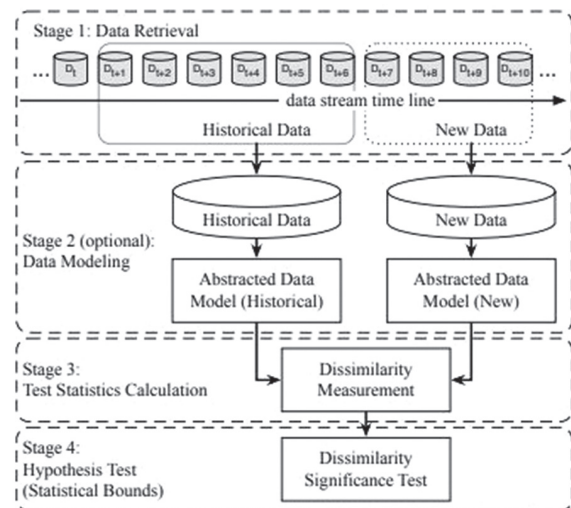 Stage 1: Data Retrieval
... Dt Dt+1 Dt+2 Dt+3 Dt+4 Dt+5 Dt+6 Dt+7 Dt+8 Dt+9 Dt+10 ...
data stream time line
Historical Data New Data
Historical Data New Data
Stage 2 (optional):
Data Modeling
Abstracted Data
Model (Historical)
Abstracted Data
Model (New)
Stage 3:
Test Statistics Calculation
Dissimilarity
Measurement
Stage 4:
Hypothesis Test
(Statistical Bounds)
Dissimilarity
Significance Test